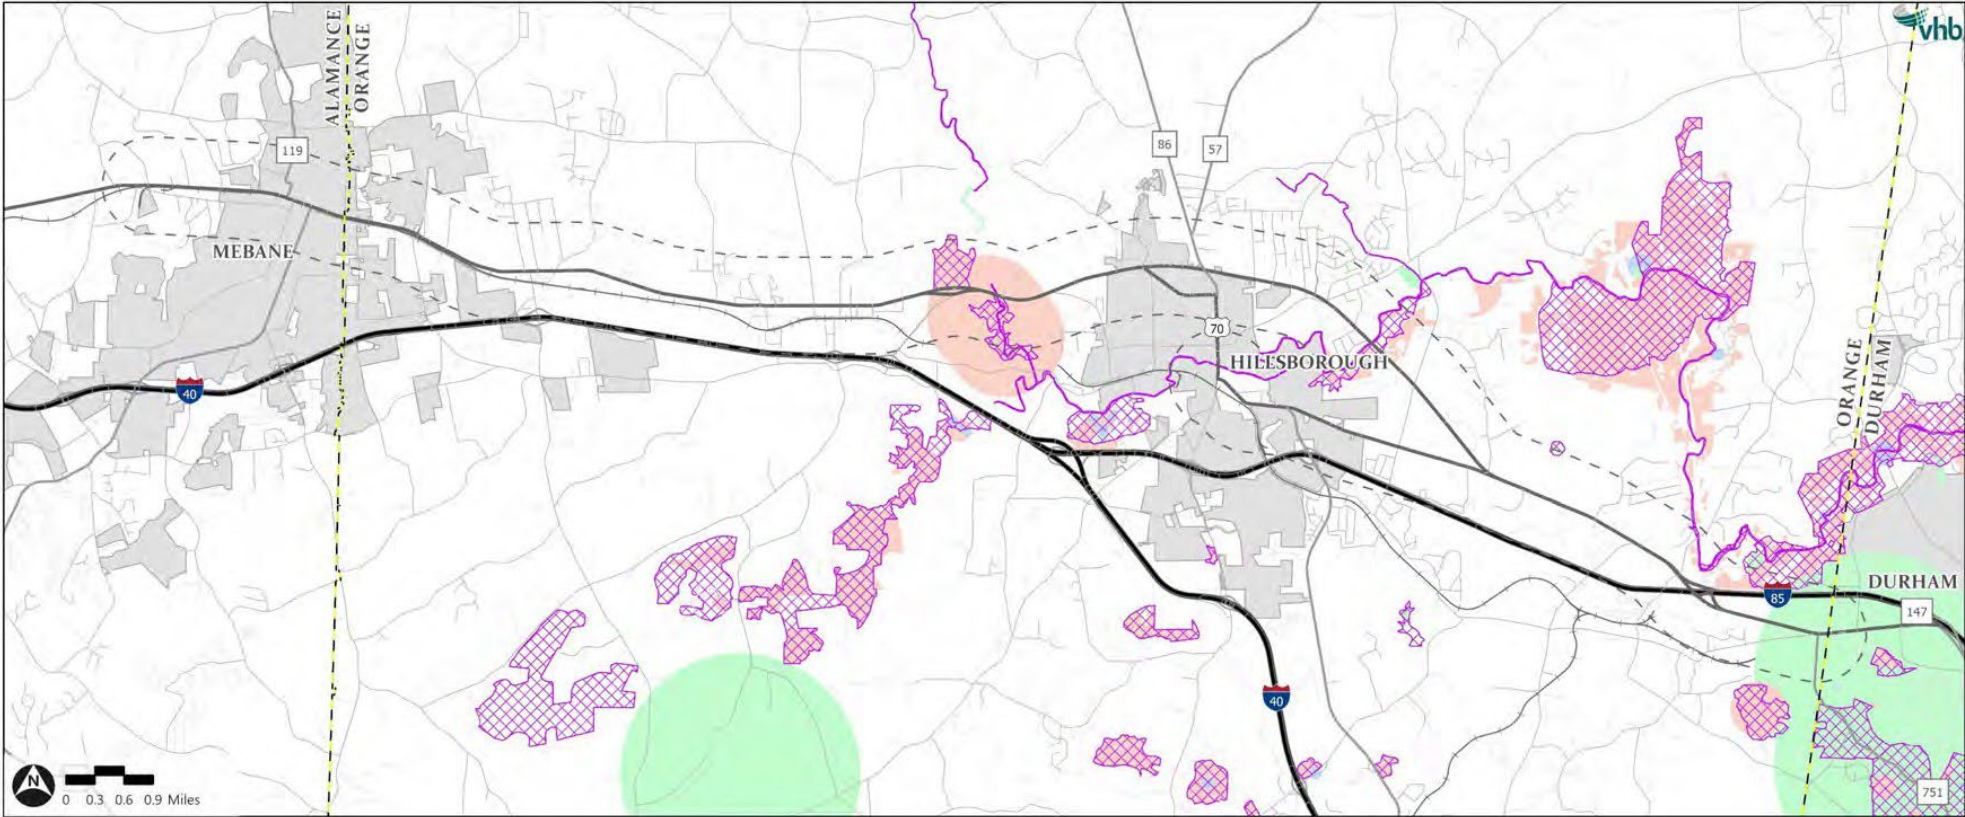 vhb
ALAMANCE
ORANGE
119
86
57
MEBANE
70
HILLSBOROUGH
40
ORANGE
DURHAM
85
DURHAM
147
40
N
0 0.3 0.6 0.9 Miles
751